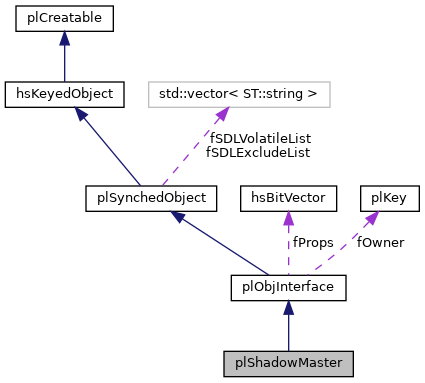 plCreatable
hsKeyedObject
std::vector< ST::string >
fSDLVolatileList
fSDLExcludeList
plSynchedObject
hsBitVector
plKey
fProps
fOwner
plObjInterface
plShadowMaster